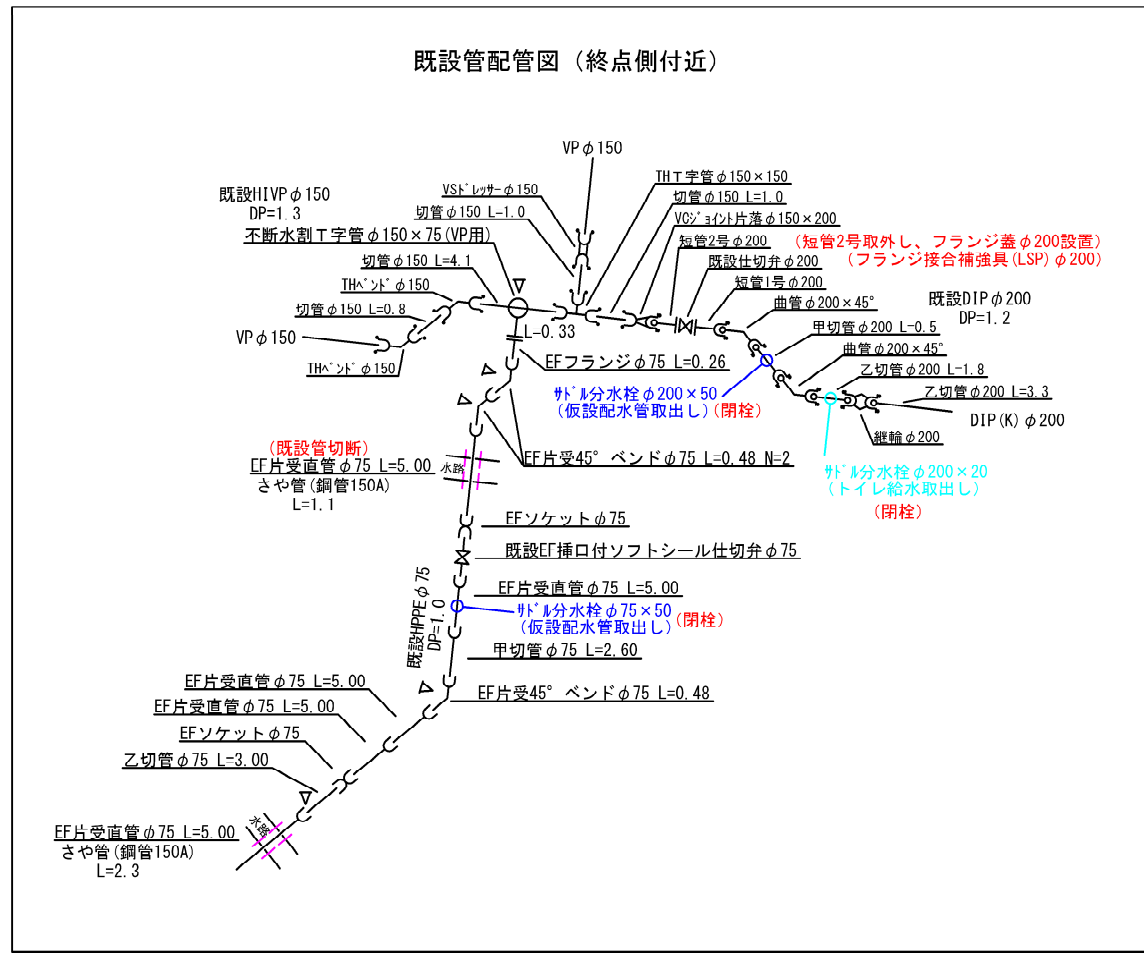 既設管配管図（終点側付近）
VPφ150
既設HIVPφ150
DP=1.3
VSﾄﾞﾚｯｻｰφ150
THＴ字管φ150×150
切管φ150 L=1.0
切管φ150 L=1.0
VCｼﾞｮｲﾝﾄ片落φ150×200
不断水割Ｔ字管φ150×75(VP用)
短管2号φ200
(短管2号取外し、フランジ蓋φ200設置)
(フランジ接合補強具(LSP)φ200)
切管φ150 L=4.1
既設仕切弁φ200
THﾍﾞﾝﾄﾞφ150
短管1号φ200
切管φ150 L=0.8
曲管φ200×45°
既設DIPφ200
DP=1.2
VPφ150
L=0.33
甲切管φ200 L=0.5
曲管φ200×45°
THﾍﾞﾝﾄﾞφ150
EFフランジφ75 L=0.26
乙切管φ200 L=1.8
ｻﾄﾞﾙ分水栓φ200×50
(仮設配水管取出し)
(閉栓)
乙切管φ200 L=3.3
DIP(K)φ200
継輪φ200
(既設管切断)
EF片受直管φ75 L=5.00
さや管(鋼管150A)
L=1.1
水路
EF片受45°ベンドφ75 L=0.48 N=2
ｻﾄﾞﾙ分水栓φ200×20
(トイレ給水取出し)
(閉栓)
EFソケットφ75
既設EF挿口付ソフトシール仕切弁φ75
既設HPPEφ75
DP=1.0
EF片受直管φ75 L=5.00
ｻﾄﾞﾙ分水栓φ75×50
(仮設配水管取出し)
(閉栓)
甲切管φ75 L=2.60
EF片受直管φ75 L=5.00
EF片受45°ベンドφ75 L=0.48
EF片受直管φ75 L=5.00
EFソケットφ75
乙切管φ75 L=3.00
EF片受直管φ75 L=5.00
さや管(鋼管150A)
L=2.3
水路